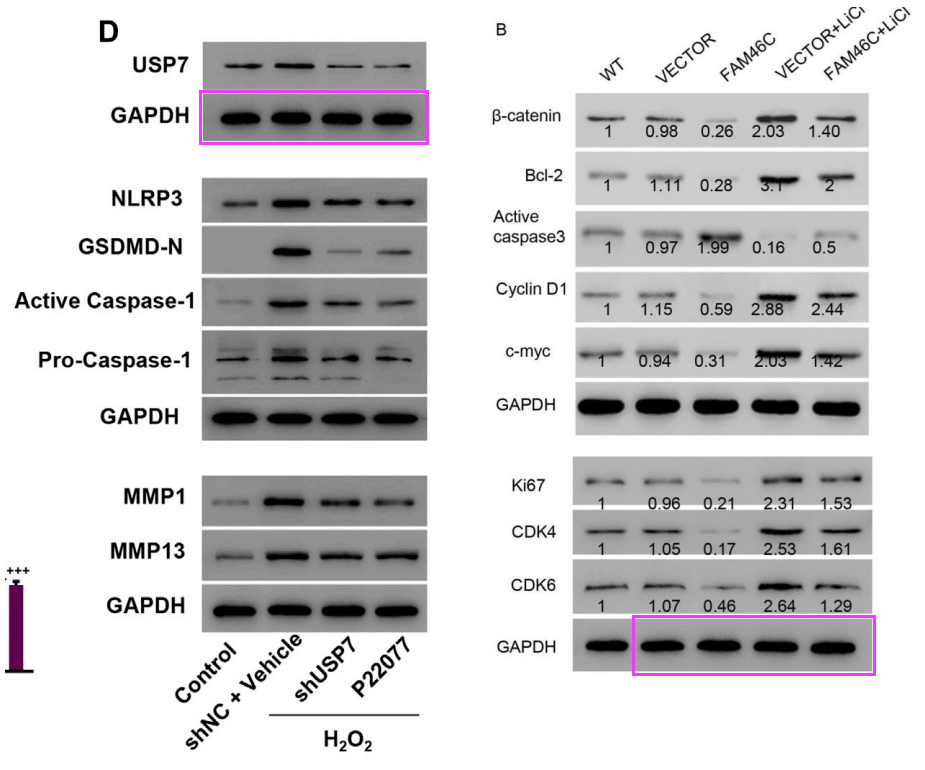 D
USP7
GAPDH
NLRP3
GSDMD-N
Active Caspase-1
Pro-Caspase-1
GAPDH
MMP1
MMP13
GAPDH
+++
Control
shNC + Vehicle
shUSP7
P22077
H₂O₂
B
WT
VECTOR
FAM46C
VECTOR+LiCl
FAM46C+LiCl
β-catenin
1 0.98 0.26 2.03 1.40
Bcl-2
1 1.11 0.28 3.1 2
Active
caspase3
1 0.97 1.99 0.16 0.5
Cyclin D1
1 1.15 0.59 2.88 2.44
c-myc
1 0.94 0.31 2.03 1.42
GAPDH
Ki67
1 0.96 0.21 2.31 1.53
CDK4
1 1.05 0.17 2.53 1.61
CDK6
1 1.07 0.46 2.64 1.29
GAPDH